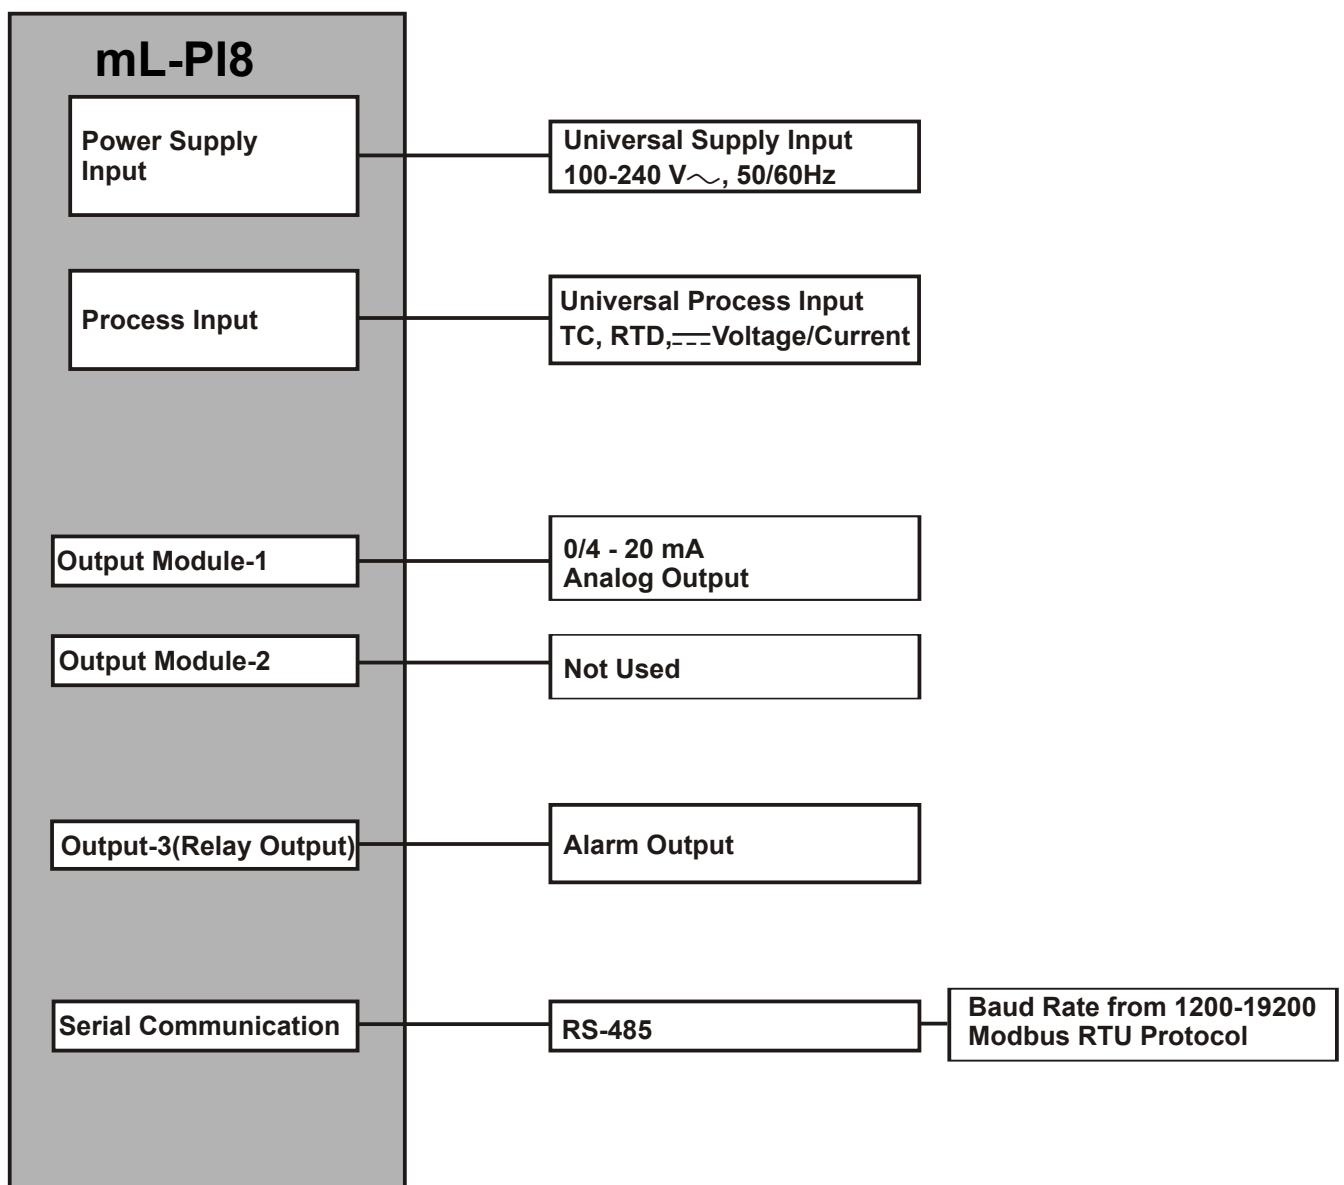 mL-PI8
Power Supply
Input
Universal Supply Input
100-240 V〜, 50/60Hz
Process Input
Universal Process Input
TC, RTD,⎓Voltage/Current
Output Module-1
0/4 - 20 mA
Analog Output
Output Module-2
Not Used
Output-3(Relay Output)
Alarm Output
Serial Communication
RS-485
Baud Rate from 1200-19200
Modbus RTU Protocol